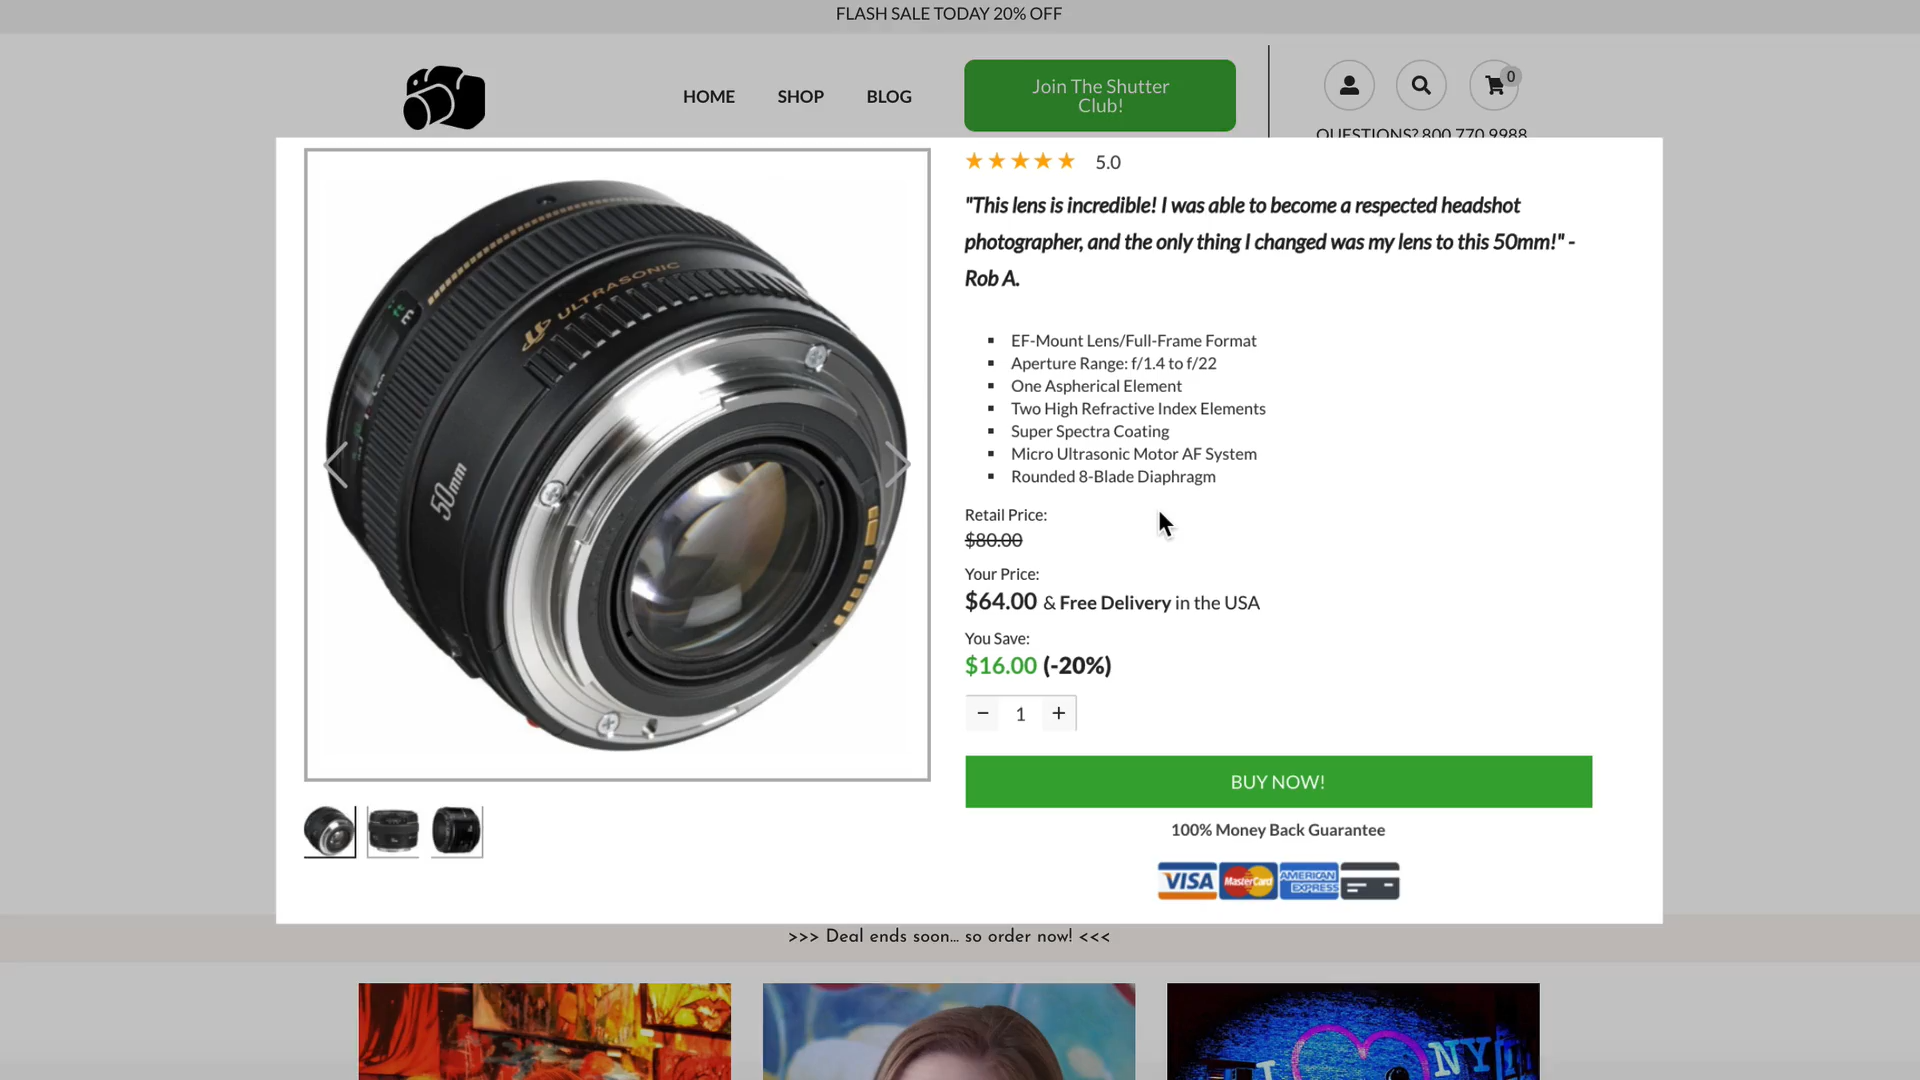 FLASH SALE TODAY 20% OFF
HOME
SHOP
BLOG
Join The Shutter
Club!
0
QUESTIONS? 800.770.9988
5.0
"This lens is incredible! I was able to become a respected headshot
photographer, and the only thing I changed was my lens to this 50mm!" -
Rob A.
ULTRASONIC
ft
m
50mm
▪ EF-Mount Lens/Full-Frame Format
▪ Aperture Range: f/1.4 to f/22
▪ One Aspherical Element
▪ Two High Refractive Index Elements
▪ Super Spectra Coating
▪ Micro Ultrasonic Motor AF System
▪ Rounded 8-Blade Diaphragm
Retail Price:
$80.00
Your Price:
$64.00 & Free Delivery in the USA
You Save:
$16.00 (-20%)
− 1 +
BUY NOW!
100% Money Back Guarantee
VISA
MasterCard
AMERICAN
EXPRESS
>>> Deal ends soon... so order now! <<<
I
NY